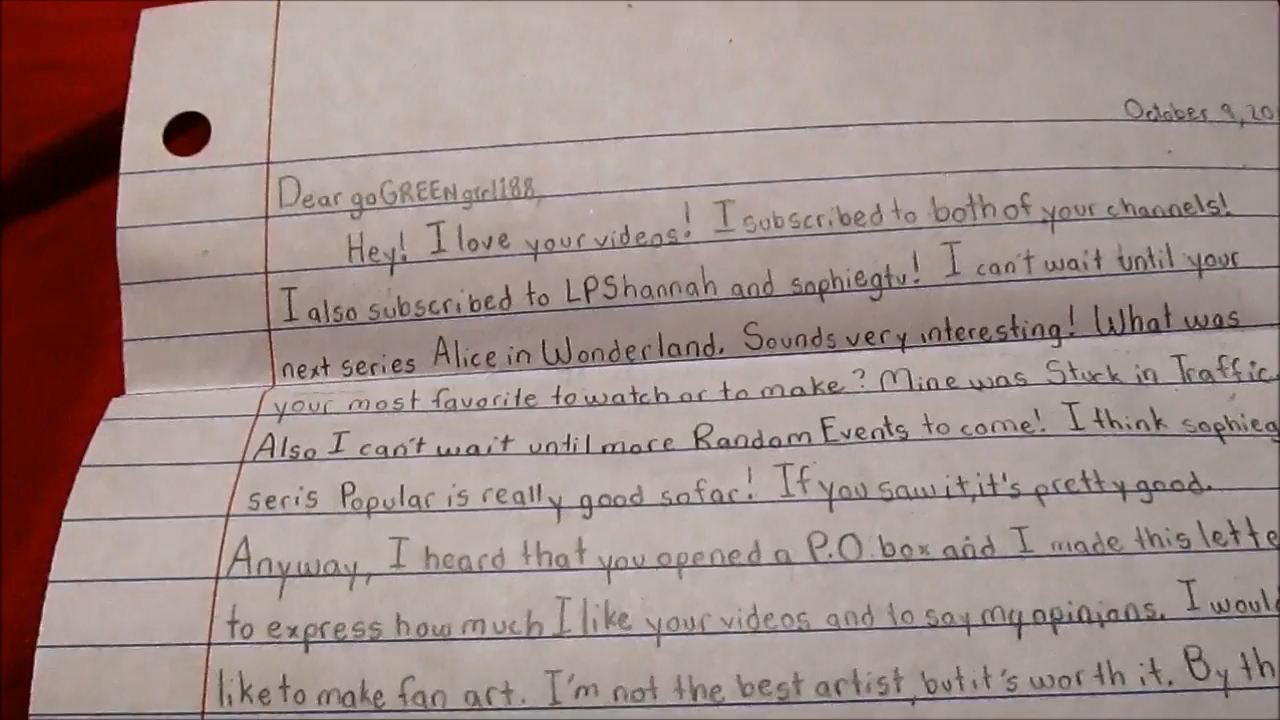 October 9, 20
Dear goGREENgirl188,
Hey! I love your videos! I subscribed to both of your channels!
I also subscribed to LPShannah and sophiegtv! I can't wait until your
next series Alice in Wonderland. Sounds very interesting! What was
your most favorite to watch or to make? Mine was Stuck in Traffic.
Also I can't wait until more Random Events to come! I think sophieg
seris Popular is really good sofar! If you saw it, it's pretty good.
Anyway, I heard that you opened a P.O. box and I made this lette
to express how much I like your videos and to say my opinions. I would
like to make fan art. I'm not the best artist, but it's worth it. By th